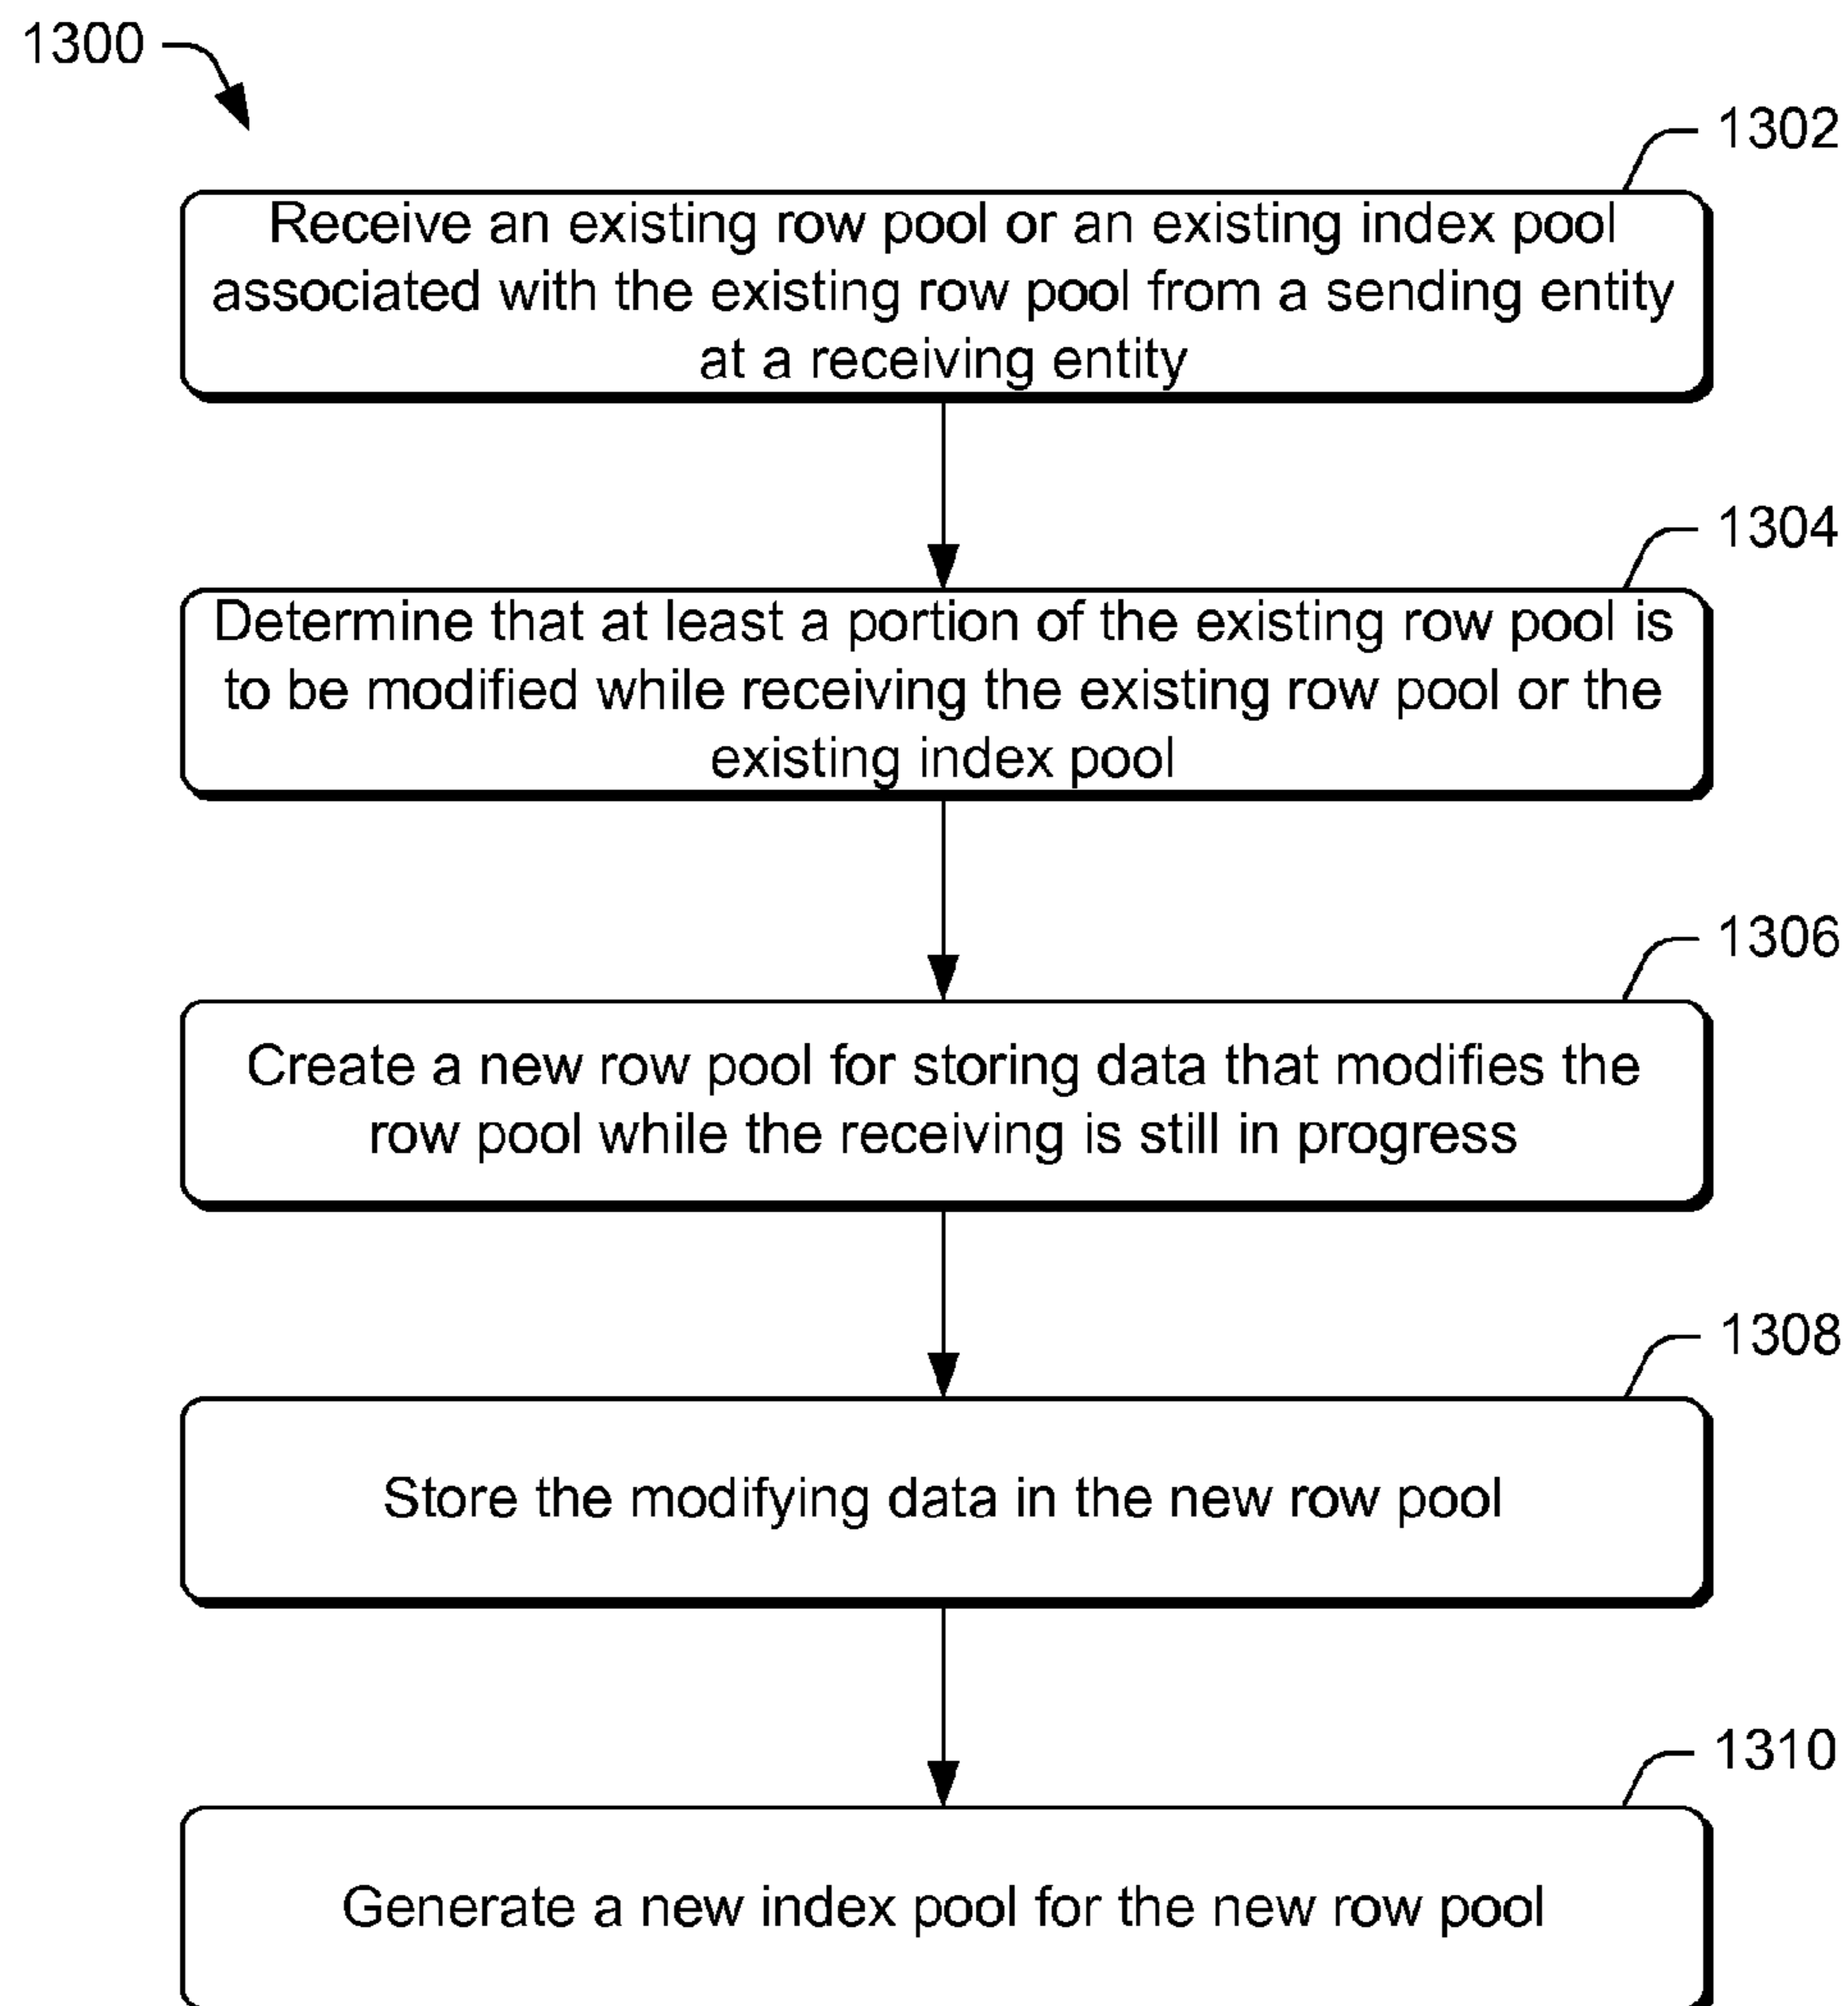 1300
1302
Receive an existing row pool or an existing index pool
associated with the existing row pool from a sending entity
at a receiving entity
1304
Determine that at least a portion of the existing row pool is
to be modified while receiving the existing row pool or the
existing index pool
1306
Create a new row pool for storing data that modifies the
row pool while the receiving is still in progress
1308
Store the modifying data in the new row pool
1310
Generate a new index pool for the new row pool